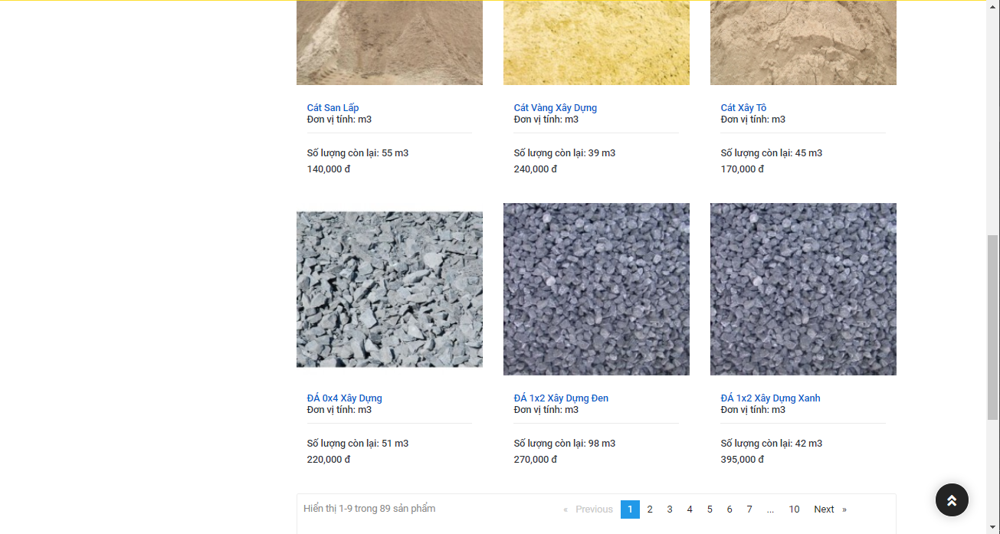 Cát San Lấp
Đơn vị tính: m3
Số lượng còn lại: 55 m3
140,000 đ
Cát Vàng Xây Dựng
Đơn vị tính: m3
Số lượng còn lại: 39 m3
240,000 đ
Cát Xây Tô
Đơn vị tính: m3
Số lượng còn lại: 45 m3
170,000 đ
ĐÁ 0x4 Xây Dựng
Đơn vị tính: m3
Số lượng còn lại: 51 m3
220,000 đ
ĐÁ 1x2 Xây Dựng Đen
Đơn vị tính: m3
Số lượng còn lại: 98 m3
270,000 đ
ĐÁ 1x2 Xây Dựng Xanh
Đơn vị tính: m3
Số lượng còn lại: 42 m3
395,000 đ
Hiển thị 1-9 trong 89 sản phẩm
« Previous 1 2 3 4 5 6 7 ... 10 Next »